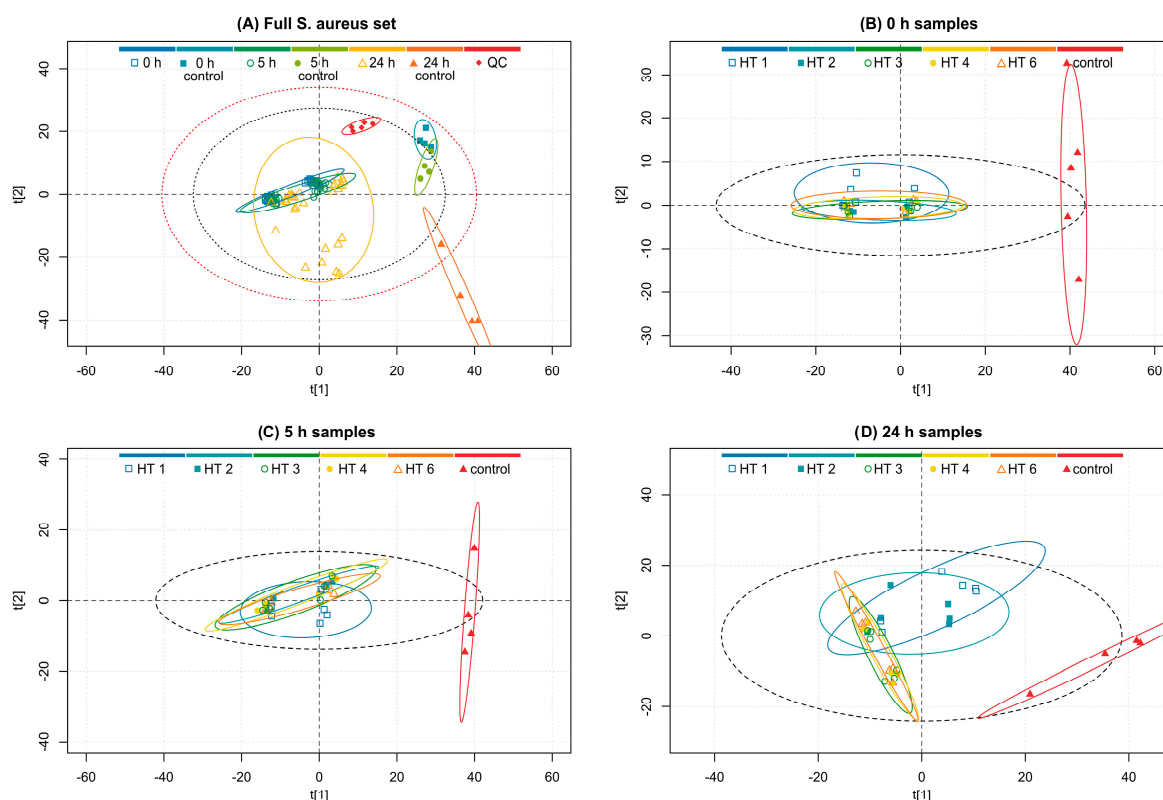 (A) Full S. aureus set
0 h 0 h control 5 h 5 h control 24 h 24 h control QC
40
20
0
20
40
t[2]
-60 -40 -20 0 20 40 60
t[1]
(B) 0 h samples
HT 1 HT 2 HT 3 HT 4 HT 6 control
30
20
10
0
-10
-20
-30
t[2]
-40 -20 0 20 40 60
t[1]
(C) 5 h samples
HT 1 HT 2 HT 3 HT 4 HT 6 control
40
20
0
-20
-40
t[2]
-60 -40 -20 0 20 40 60
t[1]
(D) 24 h samples
HT 1 HT 2 HT 3 HT 4 HT 6 control
40
20
0
-20
t[2]
-40 -20 0 20 40
t[1]